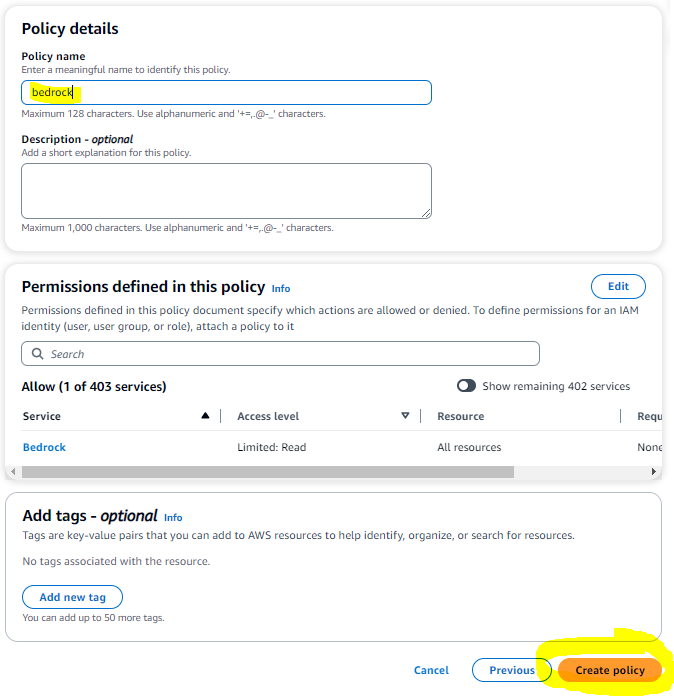 Policy details
Policy name
Enter a meaningful name to identify this policy.
bedrock
Maximum 128 characters. Use alphanumeric and '+=,.@-_' characters.
Description - optional
Add a short explanation for this policy.
Maximum 1,000 characters. Use alphanumeric and '+=,.@-_' characters.
Permissions defined in this policy Info
Edit
Permissions defined in this policy document specify which actions are allowed or denied. To define permissions for an IAM
identity (user, user group, or role), attach a policy to it
Search
Allow (1 of 403 services)
Show remaining 402 services
Service Access level Resource Requ
Bedrock Limited: Read All resources None
Add tags - optional Info
Tags are key-value pairs that you can add to AWS resources to help identify, organize, or search for resources.
No tags associated with the resource.
Add new tag
You can add up to 50 more tags.
Cancel Previous Create policy